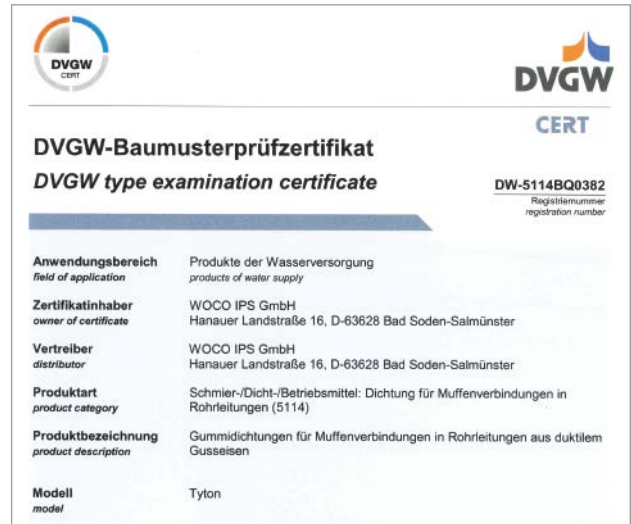 DVGW
CERT
DVGW
CERT
DVGW-Baumusterprüfzertifikat
DVGW type examination certificate
DW-5114BQ0382
Registriernummer
registration number
Anwendungsbereich
field of application
Produkte der Wasserversorgung
products of water supply
Zertifikatinhaber
owner of certificate
WOCO IPS GmbH
Hanauer Landstraße 16, D-63628 Bad Soden-Salmünster
Vertreiber
distributor
WOCO IPS GmbH
Hanauer Landstraße 16, D-63628 Bad Soden-Salmünster
Produktart
product category
Schmier-/Dicht-/Betriebsmittel: Dichtung für Muffenverbindungen in
Rohrleitungen (5114)
Produktbezeichnung
product description
Gummidichtungen für Muffenverbindungen in Rohrleitungen aus duktilem
Gusseisen
Modell
model
Tyton